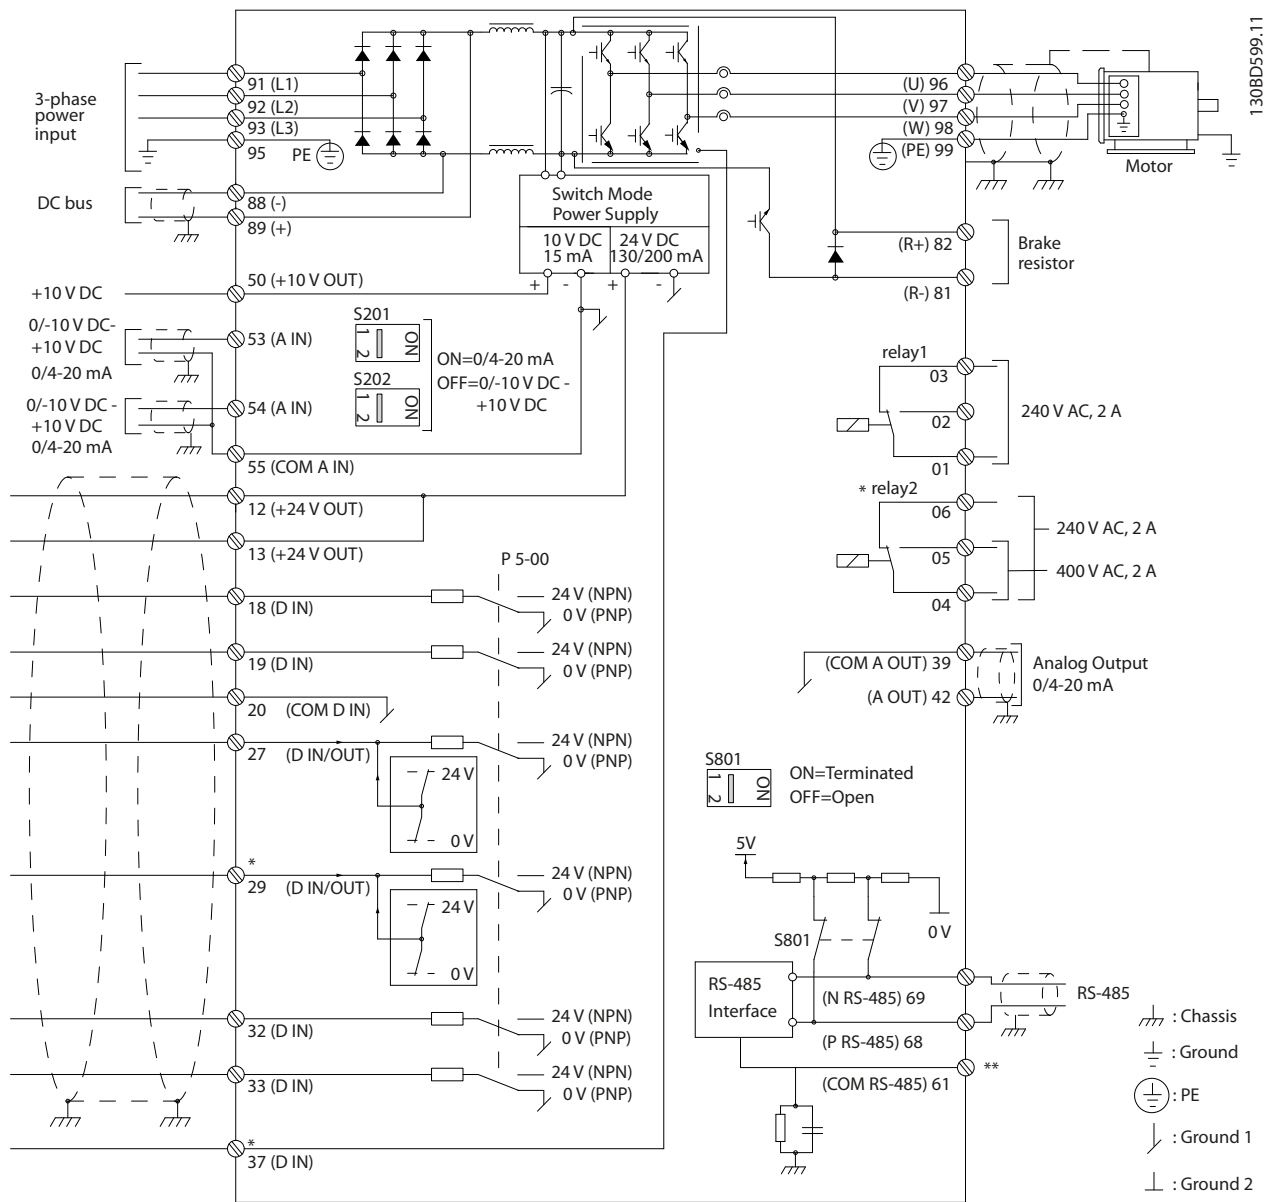 130BD599.11
3-phase
power
input
91 (L1)
92 (L2)
93 (L3)
95
PE
(U) 96
(V) 97
(W) 98
(PE) 99
Motor
DC bus
88 (-)
89 (+)
Switch Mode
Power Supply
10 V DC
15 mA
24 V DC
130/200 mA
+ - + -
(R+) 82
(R-) 81
Brake
resistor
+10 V DC
50 (+10 V OUT)
0/-10 V DC-
+10 V DC
0/4-20 mA
53 (A IN)
S201
1 2
ON
S202
1 2
ON
ON=0/4-20 mA
OFF=0/-10 V DC -
+10 V DC
0/-10 V DC -
+10 V DC
0/4-20 mA
54 (A IN)
55 (COM A IN)
relay1
03
02
01
240 V AC, 2 A
* relay2
06
05
04
240 V AC, 2 A
400 V AC, 2 A
12 (+24 V OUT)
13 (+24 V OUT)
P 5-00
18 (D IN)
24 V (NPN)
0 V (PNP)
19 (D IN)
24 V (NPN)
0 V (PNP)
20 (COM D IN)
27 (D IN/OUT)
24 V (NPN)
0 V (PNP)
24 V
0 V
*
29 (D IN/OUT)
24 V (NPN)
0 V (PNP)
24 V
0 V
32 (D IN)
24 V (NPN)
0 V (PNP)
33 (D IN)
24 V (NPN)
0 V (PNP)
*
37 (D IN)
(COM A OUT) 39
(A OUT) 42
Analog Output
0/4-20 mA
S801
1 2
ON
ON=Terminated
OFF=Open
5V
0 V
S801
RS-485
Interface
(N RS-485) 69
(P RS-485) 68
(COM RS-485) 61
RS-485
**
: Chassis
: Ground
: PE
: Ground 1
: Ground 2